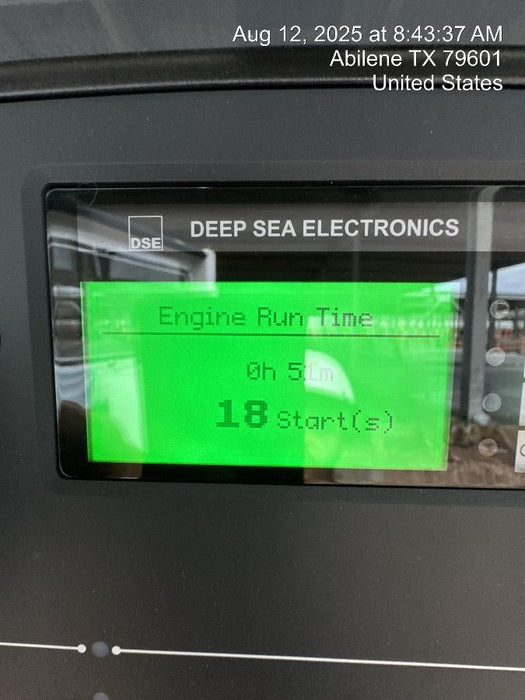 Aug 12, 2025 at 8:43:37 AM
Abilene TX 79601
United States
DSE
DEEP SEA ELECTRONICS
Engine Run Time
0h 51m
18 Start(s)